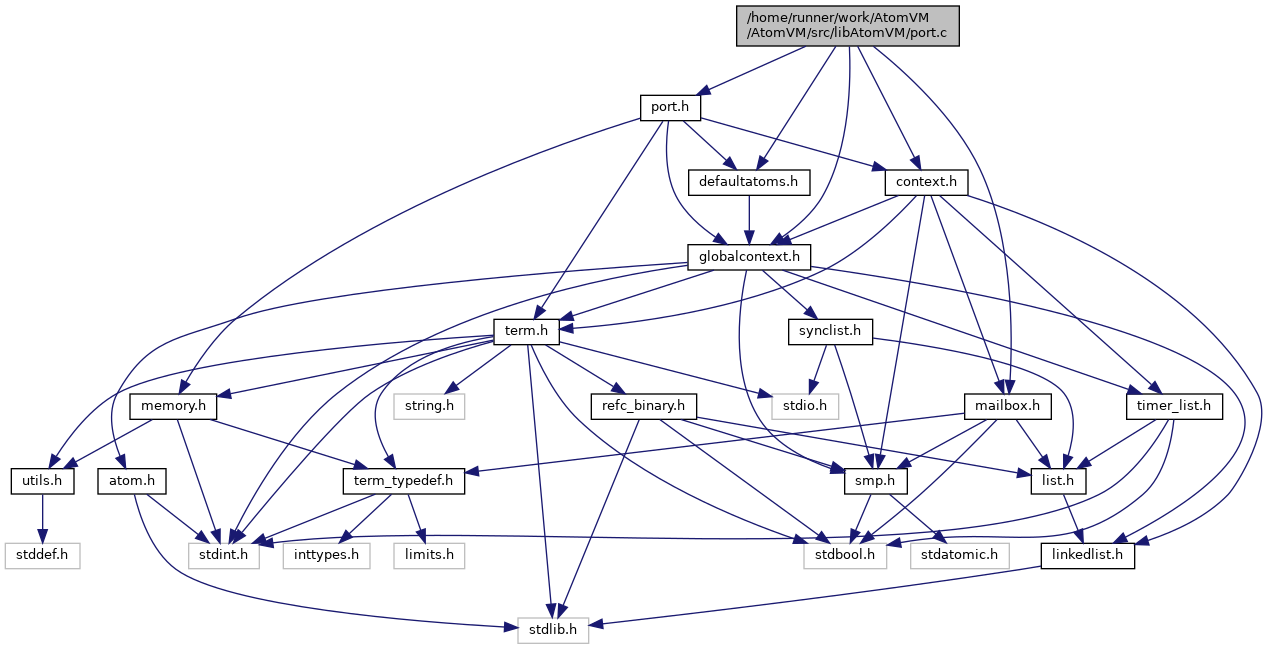 /home/runner/work/AtomVM
/AtomVM/src/libAtomVM/port.c
port.h
defaultatoms.h
context.h
globalcontext.h
term.h
synclist.h
memory.h
string.h
refc_binary.h
stdio.h
mailbox.h
timer_list.h
utils.h
atom.h
term_typedef.h
smp.h
list.h
stddef.h
stdint.h
inttypes.h
limits.h
stdbool.h
stdatomic.h
linkedlist.h
stdlib.h